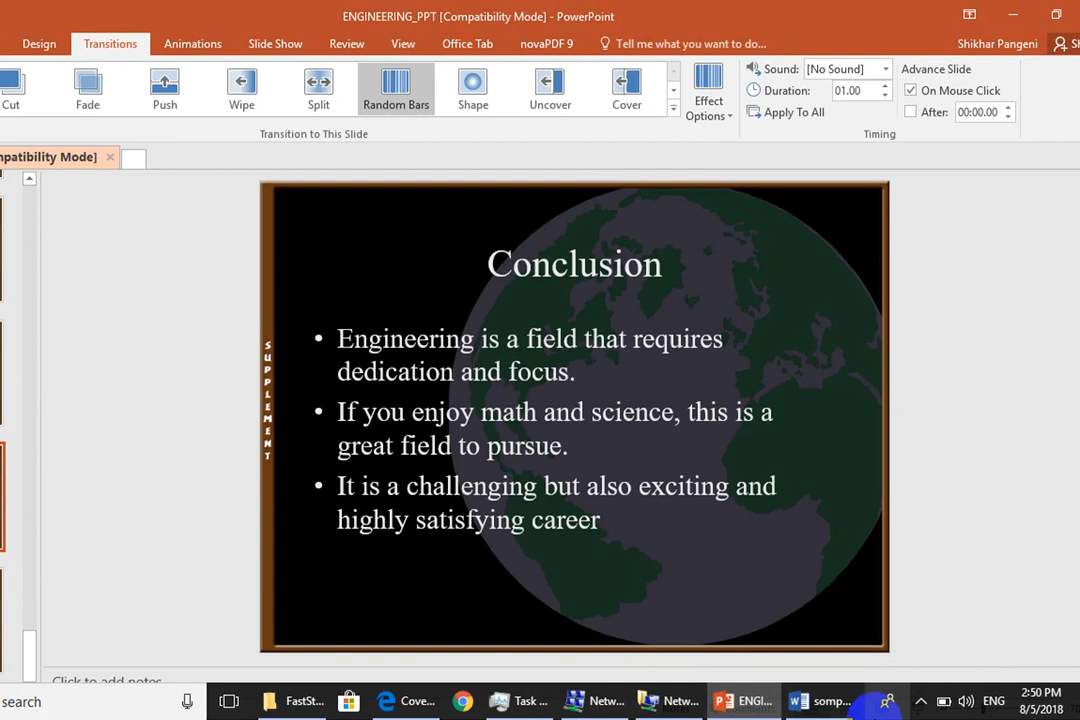 ENGINEERING_PPT [Compatibility Mode] - PowerPoint
Design Transitions Animations Slide Show Review View Office Tab novaPDF 9 Tell me what you want to do... Shikhar Pangeni
Cut Fade Push Wipe Split Random Bars Shape Uncover Cover
Effect Options
Sound: [No Sound]
Duration: 01.00
Apply To All
Advance Slide
On Mouse Click
After: 00:00.00
Transition to This Slide Timing
mpatibility Mode]
SUPPLEMENT
Conclusion
• Engineering is a field that requires
dedication and focus.
• If you enjoy math and science, this is a
great field to pursue.
• It is a challenging but also exciting and
highly satisfying career
Click to add notes
search FastSt... Cove... Task ... Netw... Netw... ENGI... somp... ENG
2:50 PM
8/5/2018